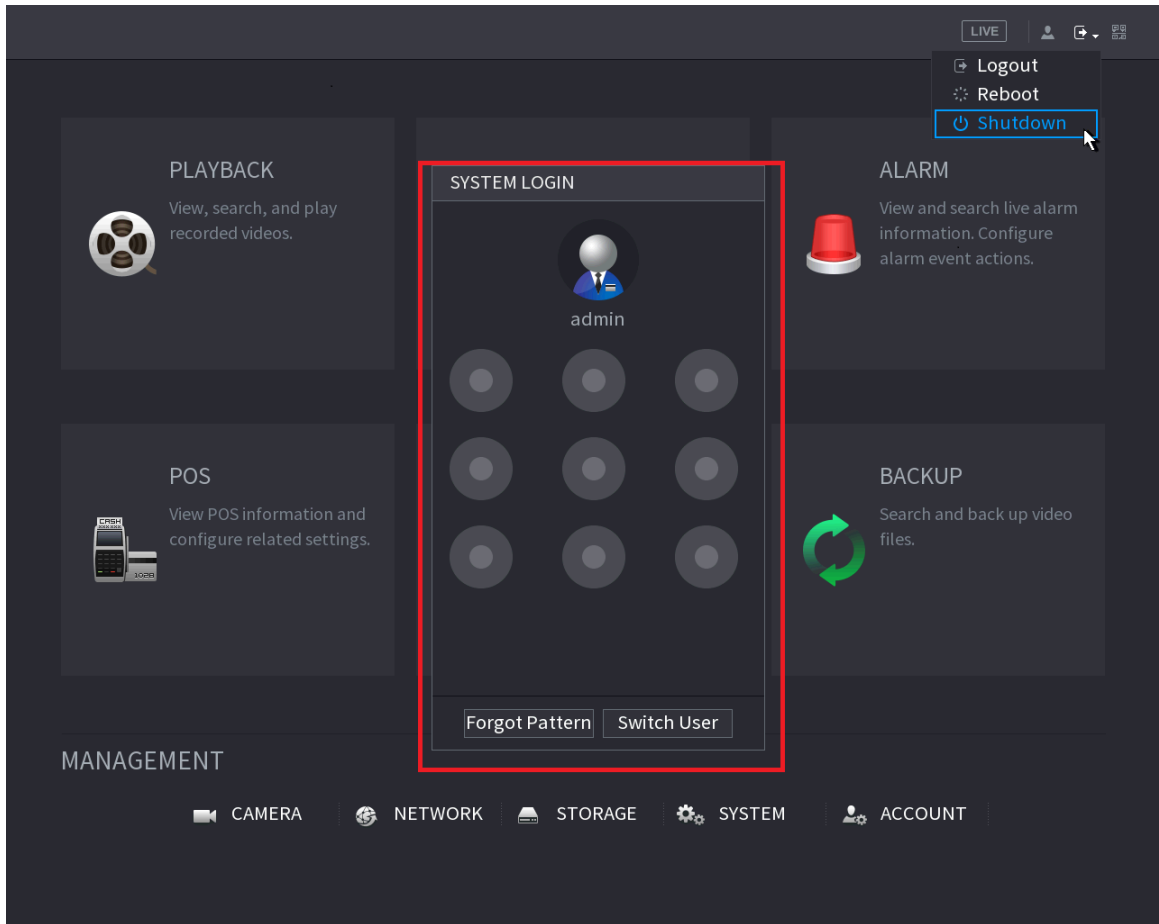 LIVE
Logout
Reboot
Shutdown
PLAYBACK
View, search, and play
recorded videos.
SYSTEM LOGIN
admin
Forgot Pattern
Switch User
ALARM
View and search live alarm
information. Configure
alarm event actions.
POS
View POS information and
configure related settings.
CASH
1028
BACKUP
Search and back up video
files.
MANAGEMENT
CAMERA
NETWORK
STORAGE
SYSTEM
ACCOUNT